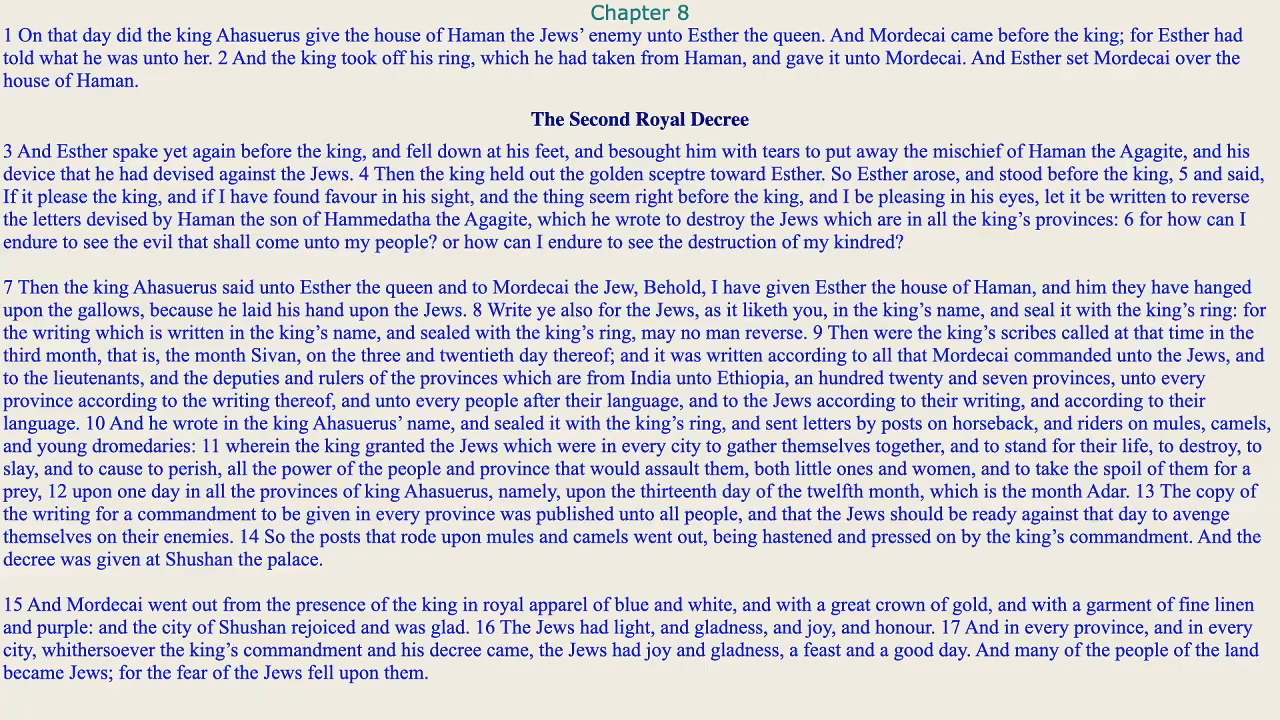 Chapter 8
1 On that day did the king Ahasuerus give the house of Haman the Jews’ enemy unto Esther the queen. And Mordecai came before the king; for Esther had
told what he was unto her. 2 And the king took off his ring, which he had taken from Haman, and gave it unto Mordecai. And Esther set Mordecai over the
house of Haman.
The Second Royal Decree
3 And Esther spake yet again before the king, and fell down at his feet, and besought him with tears to put away the mischief of Haman the Agagite, and his
device that he had devised against the Jews. 4 Then the king held out the golden sceptre toward Esther. So Esther arose, and stood before the king, 5 and said,
If it please the king, and if I have found favour in his sight, and the thing seem right before the king, and I be pleasing in his eyes, let it be written to reverse
the letters devised by Haman the son of Hammedatha the Agagite, which he wrote to destroy the Jews which are in all the king’s provinces: 6 for how can I
endure to see the evil that shall come unto my people? or how can I endure to see the destruction of my kindred?
7 Then the king Ahasuerus said unto Esther the queen and to Mordecai the Jew, Behold, I have given Esther the house of Haman, and him they have hanged
upon the gallows, because he laid his hand upon the Jews. 8 Write ye also for the Jews, as it liketh you, in the king’s name, and seal it with the king’s ring: for
the writing which is written in the king’s name, and sealed with the king’s ring, may no man reverse. 9 Then were the king’s scribes called at that time in the
third month, that is, the month Sivan, on the three and twentieth day thereof; and it was written according to all that Mordecai commanded unto the Jews, and
to the lieutenants, and the deputies and rulers of the provinces which are from India unto Ethiopia, an hundred twenty and seven provinces, unto every
province according to the writing thereof, and unto every people after their language, and to the Jews according to their writing, and according to their
language. 10 And he wrote in the king Ahasuerus’ name, and sealed it with the king’s ring, and sent letters by posts on horseback, and riders on mules, camels,
and young dromedaries: 11 wherein the king granted the Jews which were in every city to gather themselves together, and to stand for their life, to destroy, to
slay, and to cause to perish, all the power of the people and province that would assault them, both little ones and women, and to take the spoil of them for a
prey, 12 upon one day in all the provinces of king Ahasuerus, namely, upon the thirteenth day of the twelfth month, which is the month Adar. 13 The copy of
the writing for a commandment to be given in every province was published unto all people, and that the Jews should be ready against that day to avenge
themselves on their enemies. 14 So the posts that rode upon mules and camels went out, being hastened and pressed on by the king’s commandment. And the
decree was given at Shushan the palace.
15 And Mordecai went out from the presence of the king in royal apparel of blue and white, and with a great crown of gold, and with a garment of fine linen
and purple: and the city of Shushan rejoiced and was glad. 16 The Jews had light, and gladness, and joy, and honour. 17 And in every province, and in every
city, whithersoever the king’s commandment and his decree came, the Jews had joy and gladness, a feast and a good day. And many of the people of the land
became Jews; for the fear of the Jews fell upon them.